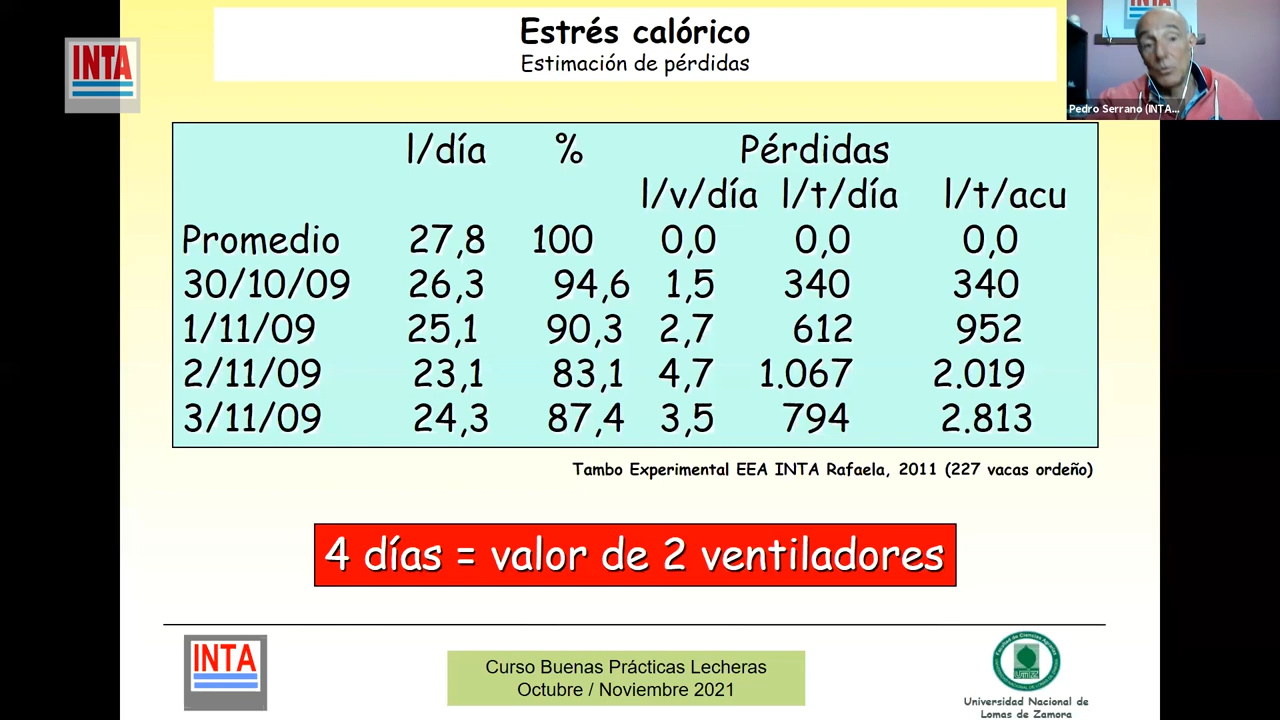 Estrés calórico
Estimación de pérdidas
INTA
Pedro Serrano (INTA...
l/día % Pérdidas
l/v/día l/t/día l/t/acu
Promedio 27,8 100 0,0 0,0 0,0
30/10/09 26,3 94,6 1,5 340 340
1/11/09 25,1 90,3 2,7 612 952
2/11/09 23,1 83,1 4,7 1.067 2.019
3/11/09 24,3 87,4 3,5 794 2.813
Tambo Experimental EEA INTA Rafaela, 2011 (227 vacas ordeño)
4 días = valor de 2 ventiladores
INTA
Curso Buenas Prácticas Lecheras
Octubre / Noviembre 2021
Universidad Nacional de
Lomas de Zamora